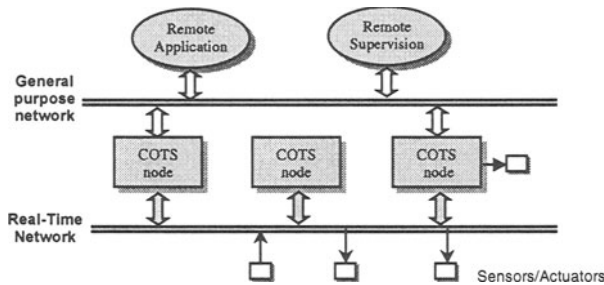 Remote
Application
Remote
Supervision
General
purpose
network
COTS
node
COTS
node
COTS
node
Real-Time
Network
Sensors/Actuators